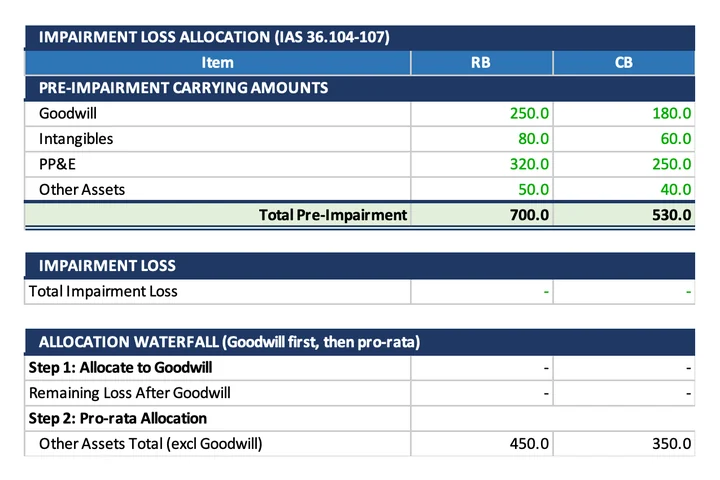 IMPAIRMENT LOSS ALLOCATION (IAS 36.104-107)
Item RB CB
PRE-IMPAIRMENT CARRYING AMOUNTS
Goodwill 250.0 180.0
Intangibles 80.0 60.0
PP&E 320.0 250.0
Other Assets 50.0 40.0
Total Pre-Impairment 700.0 530.0
IMPAIRMENT LOSS
Total Impairment Loss - -
ALLOCATION WATERFALL (Goodwill first, then pro-rata)
Step 1: Allocate to Goodwill - -
Remaining Loss After Goodwill - -
Step 2: Pro-rata Allocation
Other Assets Total (excl Goodwill) 450.0 350.0